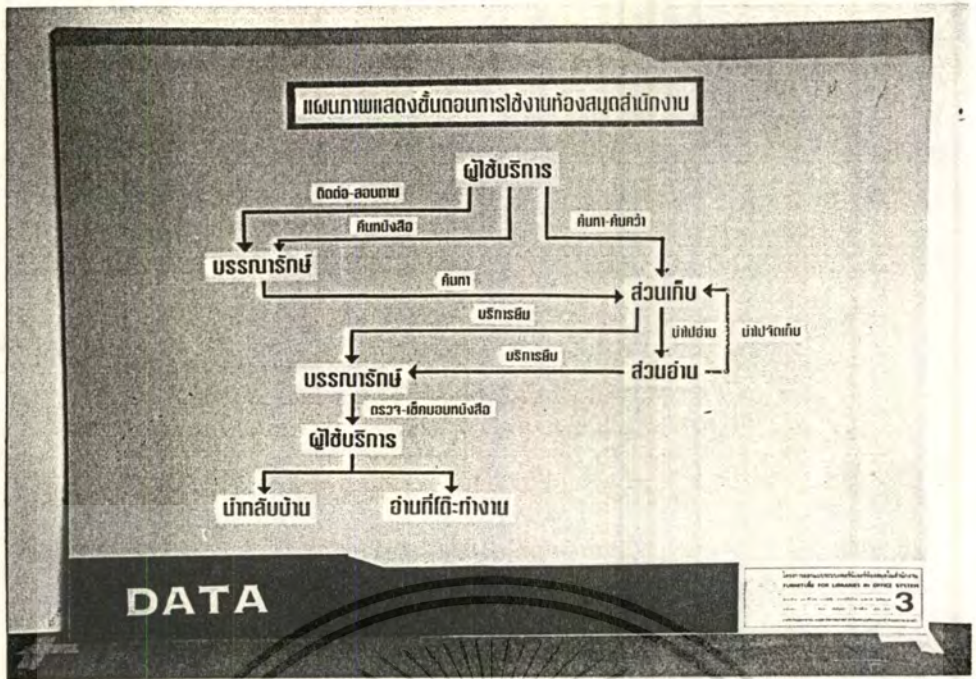 แผนภาพแสดงขั้นตอนการใช้งานห้องสมุดสำนักงาน
ผู้ใช้บริการ
ติดต่อ-สอบถาม
คืนหนังสือ
ค้นหา-ค้นคว้า
บรรณารักษ์
ค้นหา
ส่วนเก็บ
บริการยืม
นำไปอ่าน
นำไปจัดเก็บ
บริการยืม
ส่วนอ่าน
บรรณารักษ์
ตรวจ-เช็คมอบหนังสือ
ผู้ใช้บริการ
นำกลับบ้าน
อ่านที่โต๊ะทำงาน
DATA
FURNITURE FOR LIBRARIES IN OFFICE SYSTEM
3